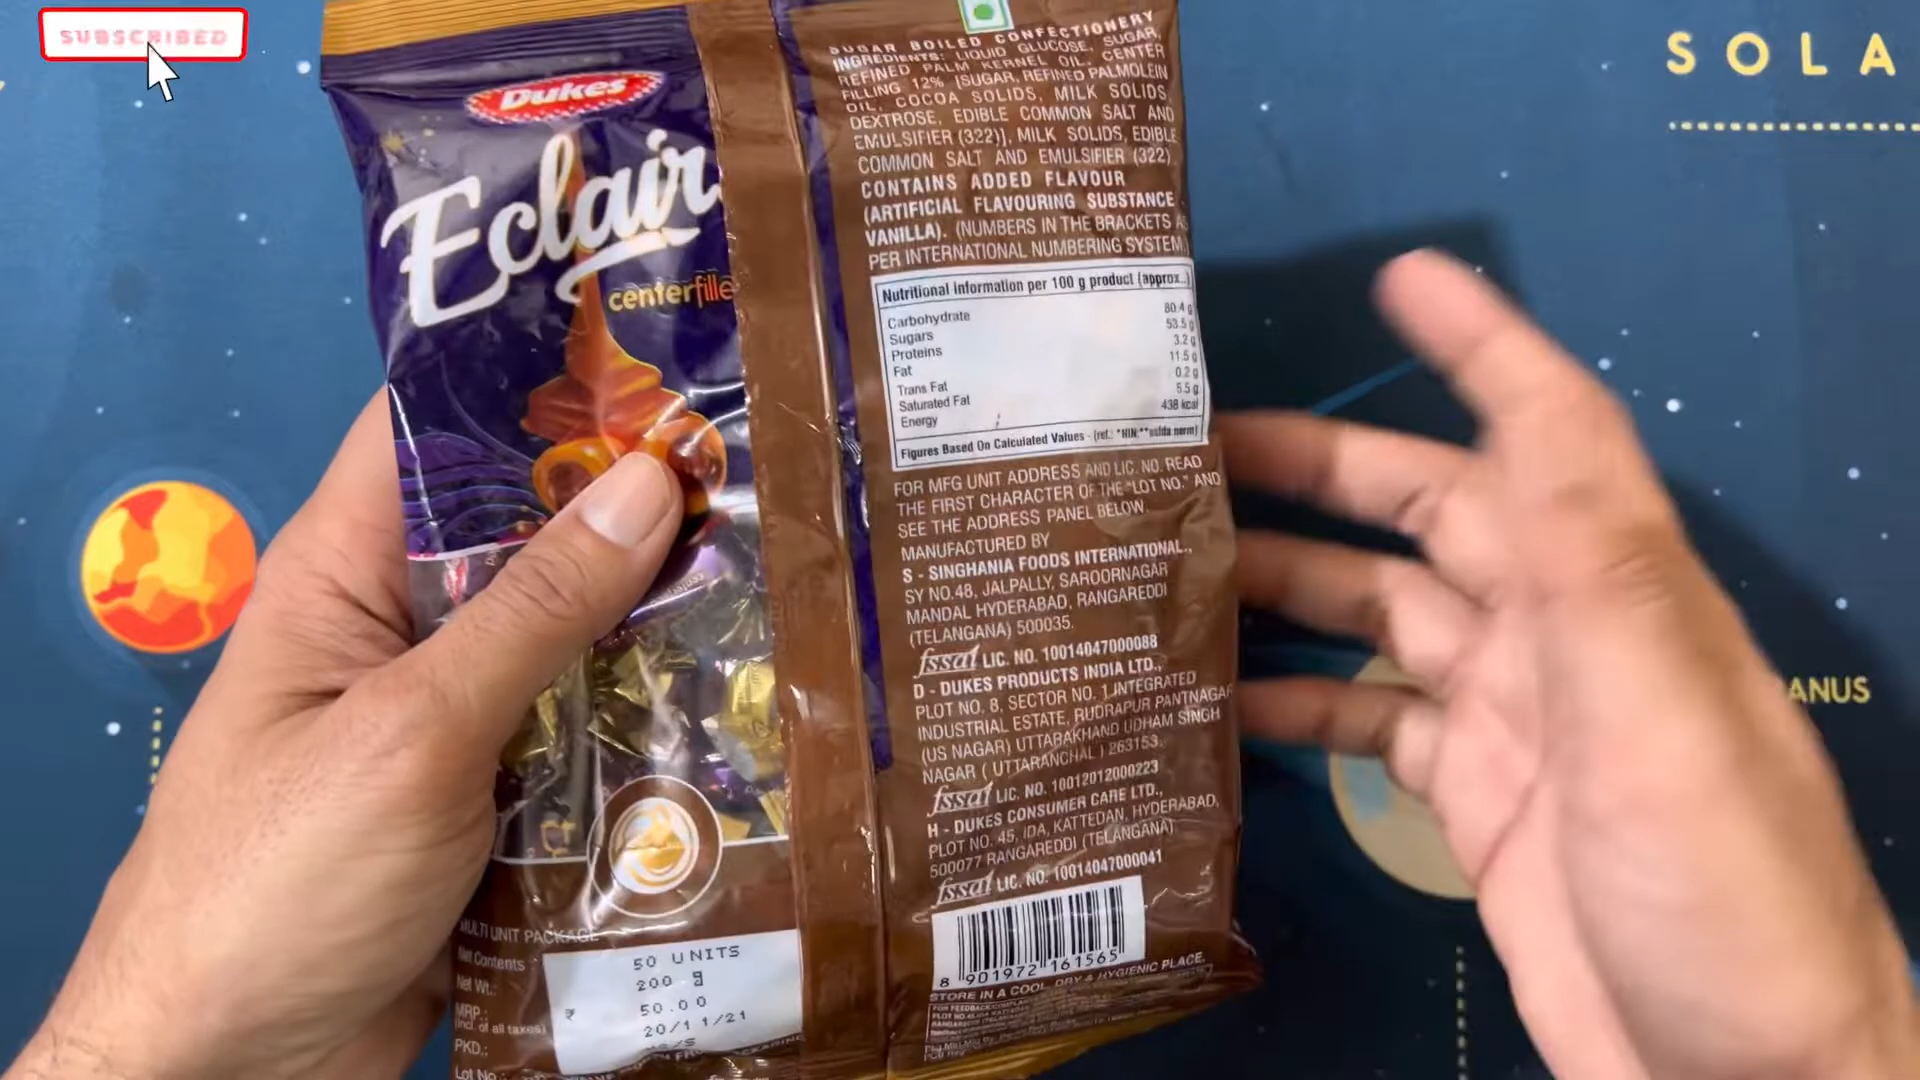 SUBSCRIBED
SOLA
ANUS
Dukes
Eclair
centerfille
MULTI UNIT PACKAGE
Net Contents
50 UNITS
Net Wt.:
200 g
MRP.:
₹ 50.00
(incl. of all taxes)
20/11/21
PKD.:
Lot No.:
SUGAR BOILED CONFECTIONERY
INGREDIENTS: LIQUID GLUCOSE, SUGAR,
REFINED PALM KERNEL OIL, CENTER
FILLING 12% [SUGAR, REFINED PALMOLEIN
OIL, COCOA SOLIDS, MILK SOLIDS,
DEXTROSE, EDIBLE COMMON SALT AND
EMULSIFIER (322)], MILK SOLIDS, EDIBLE
COMMON SALT AND EMULSIFIER (322)
CONTAINS ADDED FLAVOUR
(ARTIFICIAL FLAVOURING SUBSTANCE
VANILLA). (NUMBERS IN THE BRACKETS
PER INTERNATIONAL NUMBERING SYSTEM
Nutritional information per 100 g product (approx..)
Carbohydrate 80.4 g
Sugars 53.5 g
Proteins 3.2 g
Fat 11.5 g
Trans Fat 0.2 g
Saturated Fat 5.5 g
Energy 438 kcal
Figures Based On Calculated Values - (ref.: *NIN,**usfda norm)
FOR MFG UNIT ADDRESS AND LIC. NO. READ
THE FIRST CHARACTER OF THE "LOT NO." AND
SEE THE ADDRESS PANEL BELOW.
MANUFACTURED BY
S - SINGHANIA FOODS INTERNATIONAL.,
SY NO.48, JALPALLY, SAROORNAGAR
MANDAL HYDERABAD, RANGAREDDI
(TELANGANA) 500035.
fssai LIC. NO. 10014047000088
D - DUKES PRODUCTS INDIA LTD.,
PLOT NO. 8, SECTOR NO. 1,INTEGRATED
INDUSTRIAL ESTATE, RUDRAPUR PANTNAGAR
(US NAGAR) UTTARAKHAND UDHAM SINGH
NAGAR ( UTTARANCHAL ) 263153.
fssai LIC. NO. 10012012000223
H - DUKES CONSUMER CARE LTD.,
PLOT NO. 45, IDA, KATTEDAN, HYDERABAD,
500077 RANGAREDDI (TELANGANA)
fssai LIC. NO. 10014047000041
8 901972 161565
STORE IN A COOL, DRY & HYGIENIC PLACE.